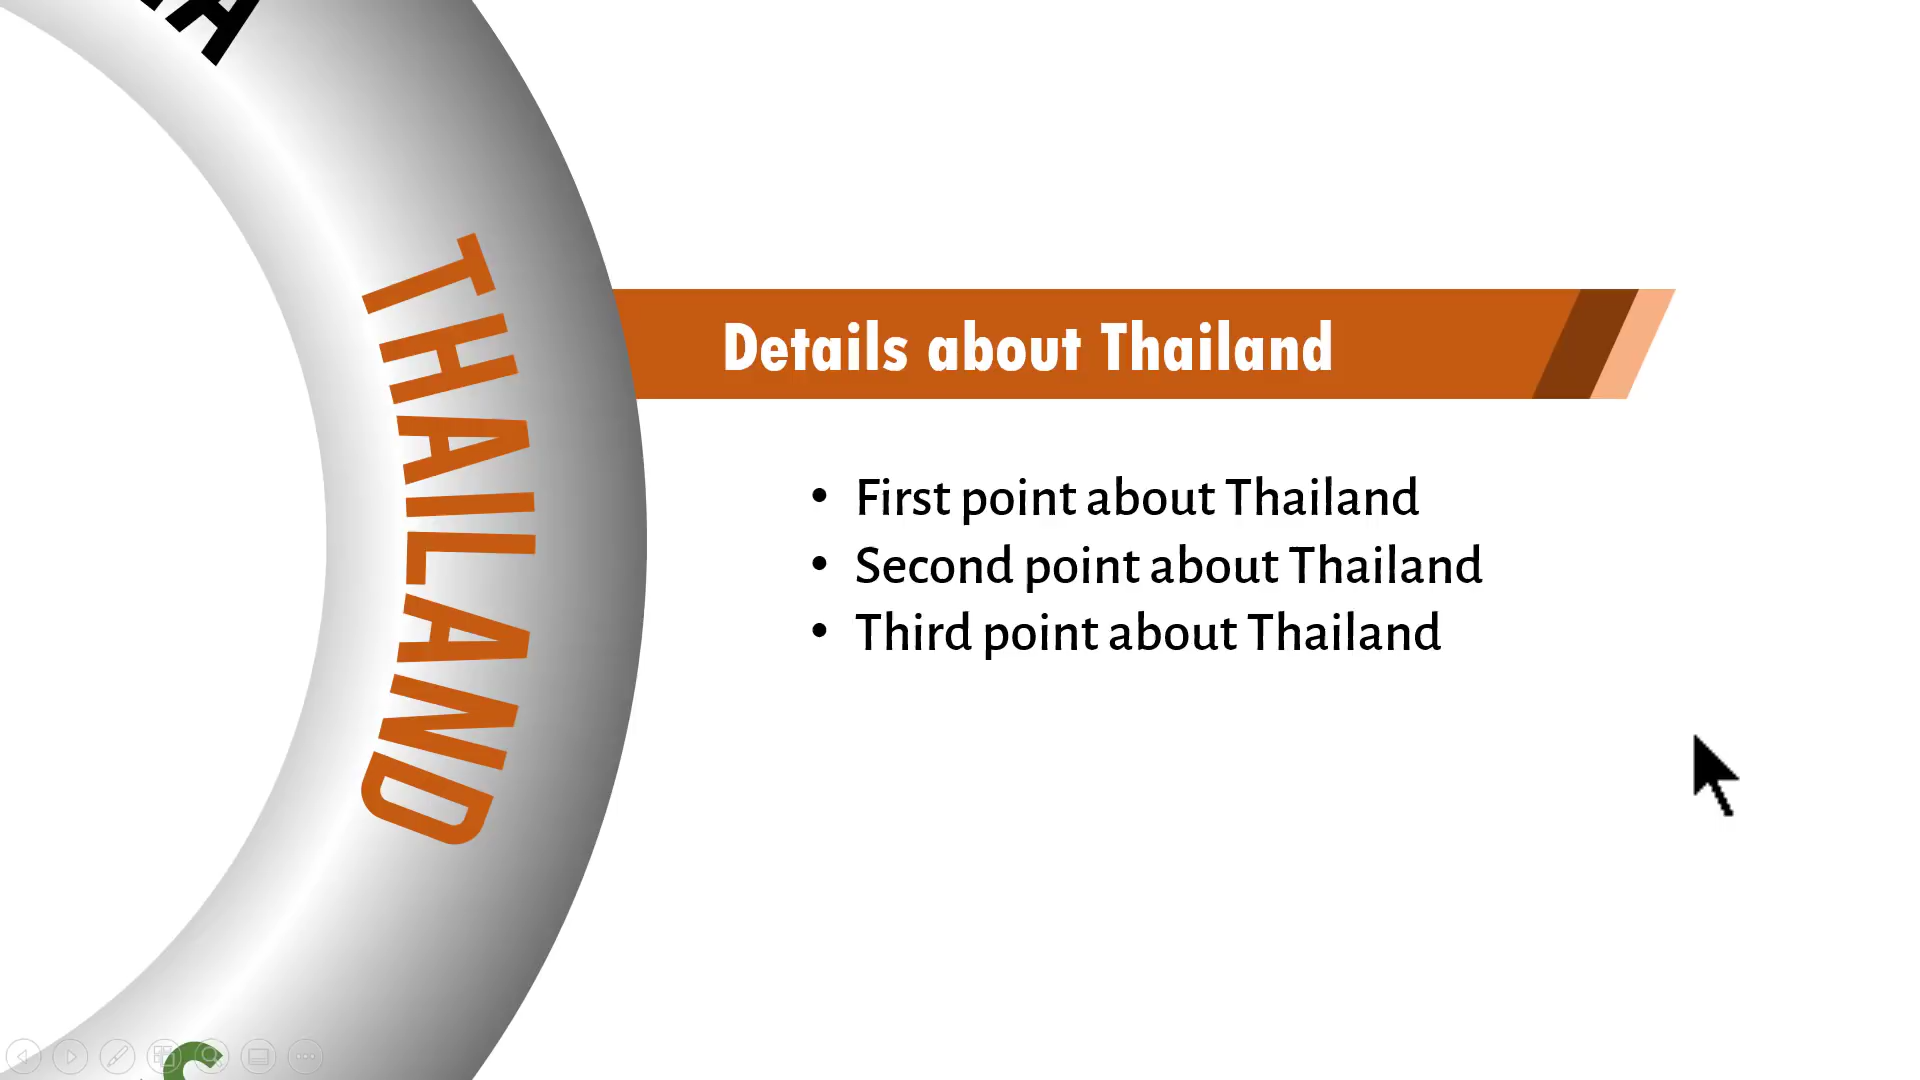 THAILAND
Details about Thailand
• First point about Thailand
• Second point about Thailand
• Third point about Thailand